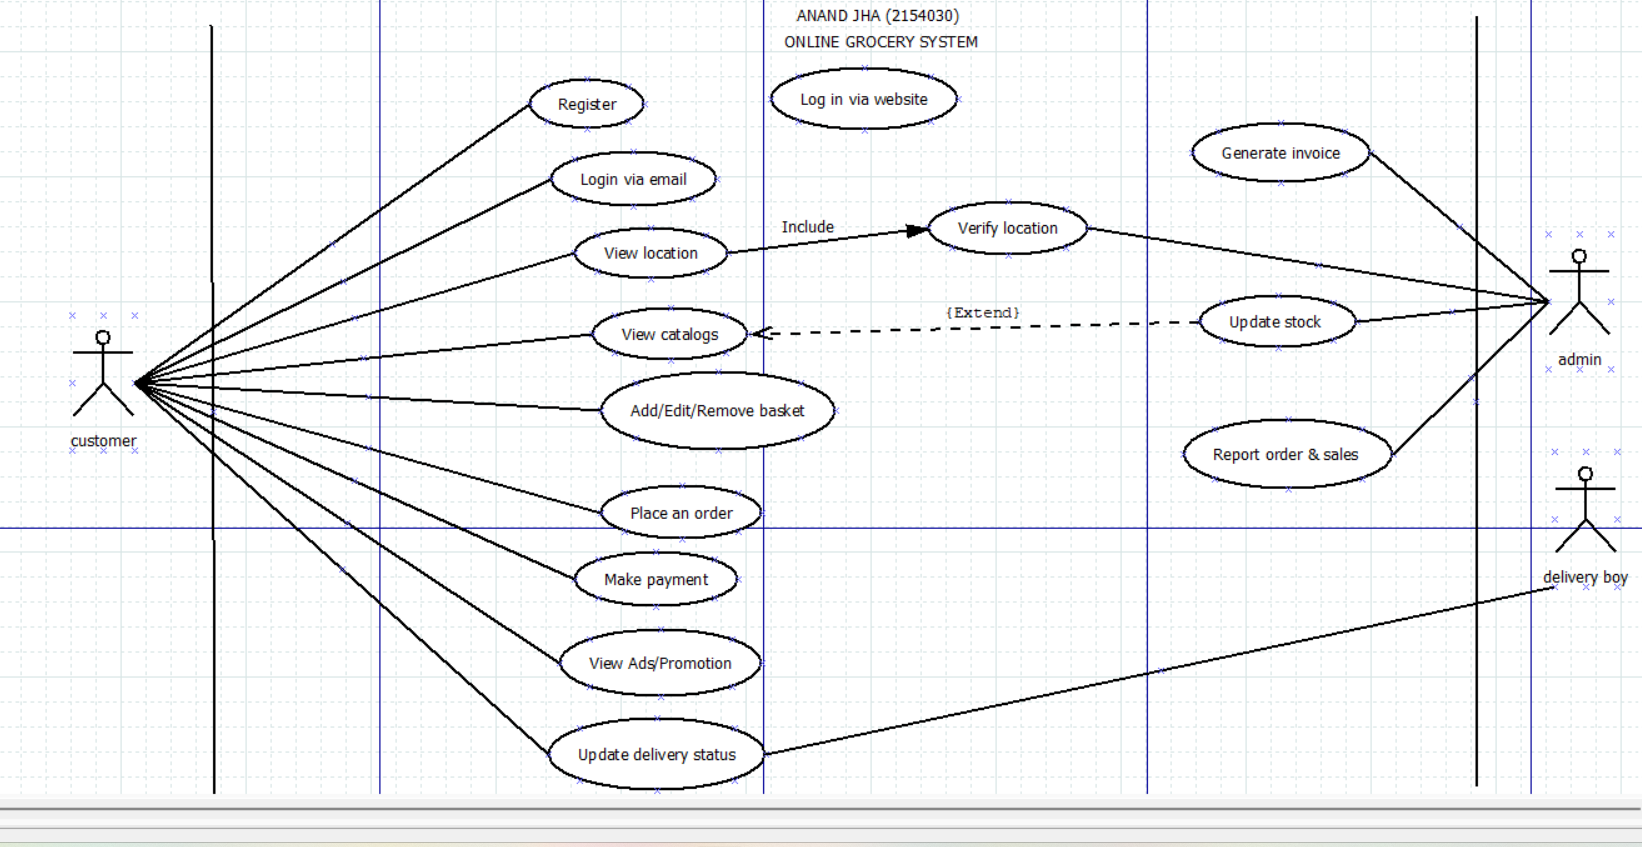 ANAND JHA (2154030)
ONLINE GROCERY SYSTEM
Register
Log in via website
Generate invoice
Login via email
View location
Include
Verify location
View catalogs
{Extend}
Update stock
admin
Add/Edit/Remove basket
customer
Report order & sales
Place an order
delivery boy
Make payment
View Ads/Promotion
Update delivery status